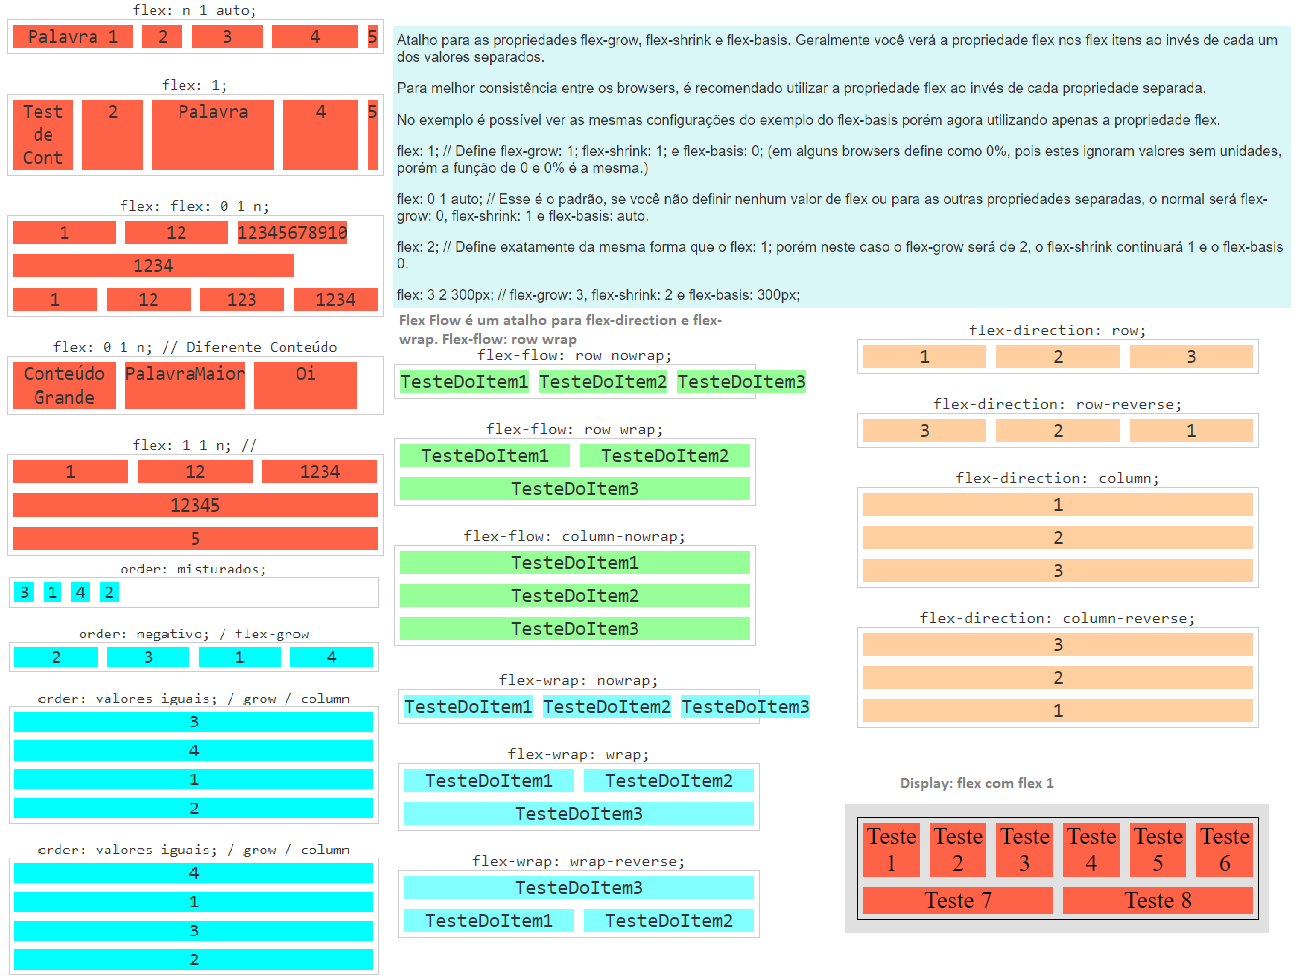 flex: n 1 auto;
Palavra 1 2 3 4 5
flex: 1;
Test 2 Palavra 4 5
de
Cont
flex: flex: 0 1 n;
1 12 12345678910
1234
1 12 123 1234
flex: 0 1 n; // Diferente Conteúdo
Conteúdo PalavraMaior Oi
Grande
flex: 1 1 n; //
1 12 1234
12345
5
order: misturados;
3 1 4 2
order: negativo; / flex-grow
2 3 1 4
order: valores iguais; / grow / column
3
4
1
2
order: valores iguais; / grow / column
4
1
3
2
Atalho para as propriedades flex-grow, flex-shrink e flex-basis. Geralmente você verá a propriedade flex nos flex itens ao invés de cada um
dos valores separados.
Para melhor consistência entre os browsers, é recomendado utilizar a propriedade flex ao invés de cada propriedade separada.
No exemplo é possível ver as mesmas configurações do exemplo do flex-basis porém agora utilizando apenas a propriedade flex.
flex: 1; // Define flex-grow: 1; flex-shrink: 1; e flex-basis: 0; (em alguns browsers define como 0%, pois estes ignoram valores sem unidades,
porém a função de 0 e 0% é a mesma.)
flex: 0 1 auto; // Esse é o padrão, se você não definir nenhum valor de flex ou para as outras propriedades separadas, o normal será flex-
grow: 0, flex-shrink: 1 e flex-basis: auto.
flex: 2; // Define exatamente da mesma forma que o flex: 1; porém neste caso o flex-grow será de 2, o flex-shrink continuará 1 e o flex-basis
0.
flex: 3 2 300px; // flex-grow: 3, flex-shrink: 2 e flex-basis: 300px;
Flex Flow é um atalho para flex-direction e flex-
wrap. Flex-flow: row wrap
flex-flow: row nowrap;
TesteDoItem1 TesteDoItem2 TesteDoItem3
flex-flow: row wrap;
TesteDoItem1 TesteDoItem2
TesteDoItem3
flex-flow: column-nowrap;
TesteDoItem1
TesteDoItem2
TesteDoItem3
flex-wrap: nowrap;
TesteDoItem1 TesteDoItem2 TesteDoItem3
flex-wrap: wrap;
TesteDoItem1 TesteDoItem2
TesteDoItem3
flex-wrap: wrap-reverse;
TesteDoItem3
TesteDoItem1 TesteDoItem2
flex-direction: row;
1 2 3
flex-direction: row-reverse;
3 2 1
flex-direction: column;
1
2
3
flex-direction: column-reverse;
3
2
1
Display: flex com flex 1
Teste Teste Teste Teste Teste Teste
1 2 3 4 5 6
Teste 7 Teste 8